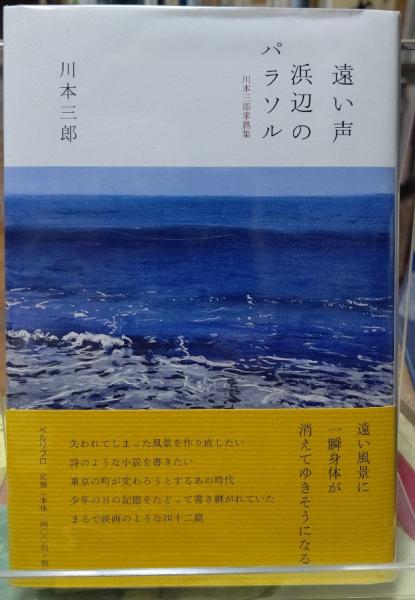 遠い声
浜辺の
パラソル
川本三郎掌篇集
川本三郎
遠い風景に
一瞬身体が
消えてゆきそうになる
失われてしまった風景を作り直したい
詩のような小説を書きたい
東京の町が変わろうとするあの時代
少年の日の記憶をたどって書き継がれていた
まるで映画のような四十二篇
ベルリブロ 定価(本体
円+税)